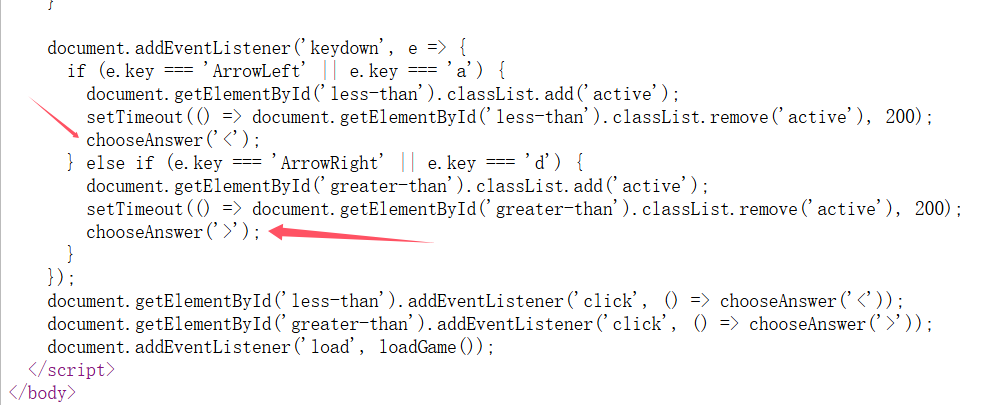 }
document.addEventListener('keydown', e => {
if (e.key === 'ArrowLeft' || e.key === 'a') {
document.getElementById('less-than').classList.add('active');
setTimeout(() => document.getElementById('less-than').classList.remove('active'), 200);
chooseAnswer('<');
} else if (e.key === 'ArrowRight' || e.key === 'd') {
document.getElementById('greater-than').classList.add('active');
setTimeout(() => document.getElementById('greater-than').classList.remove('active'), 200);
chooseAnswer('>');
}
});
document.getElementById('less-than').addEventListener('click', () => chooseAnswer('<'));
document.getElementById('greater-than').addEventListener('click', () => chooseAnswer('>'));
document.addEventListener('load', loadGame());
</script>
</body>